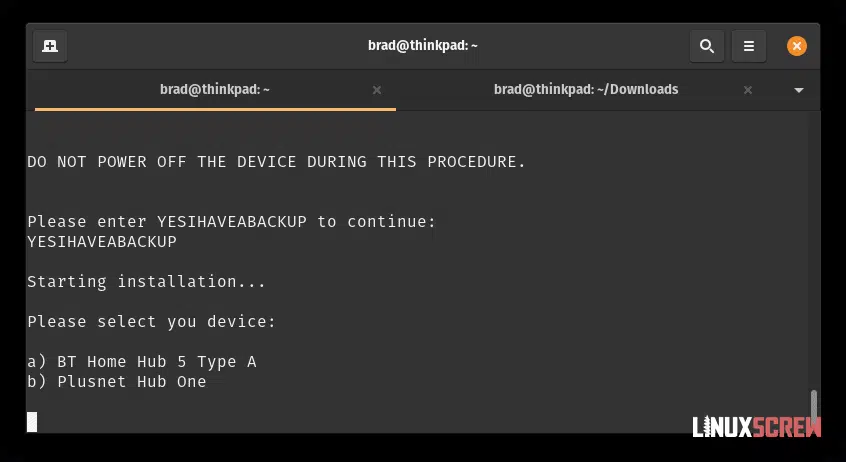 brad@thinkpad: ~
brad@thinkpad: ~
brad@thinkpad: ~/Downloads
DO NOT POWER OFF THE DEVICE DURING THIS PROCEDURE.
Please enter YESIHAVEABACKUP to continue:
YESIHAVEABACKUP
Starting installation...
Please select you device:
a) BT Home Hub 5 Type A
b) Plusnet Hub One
LINUXSCREW